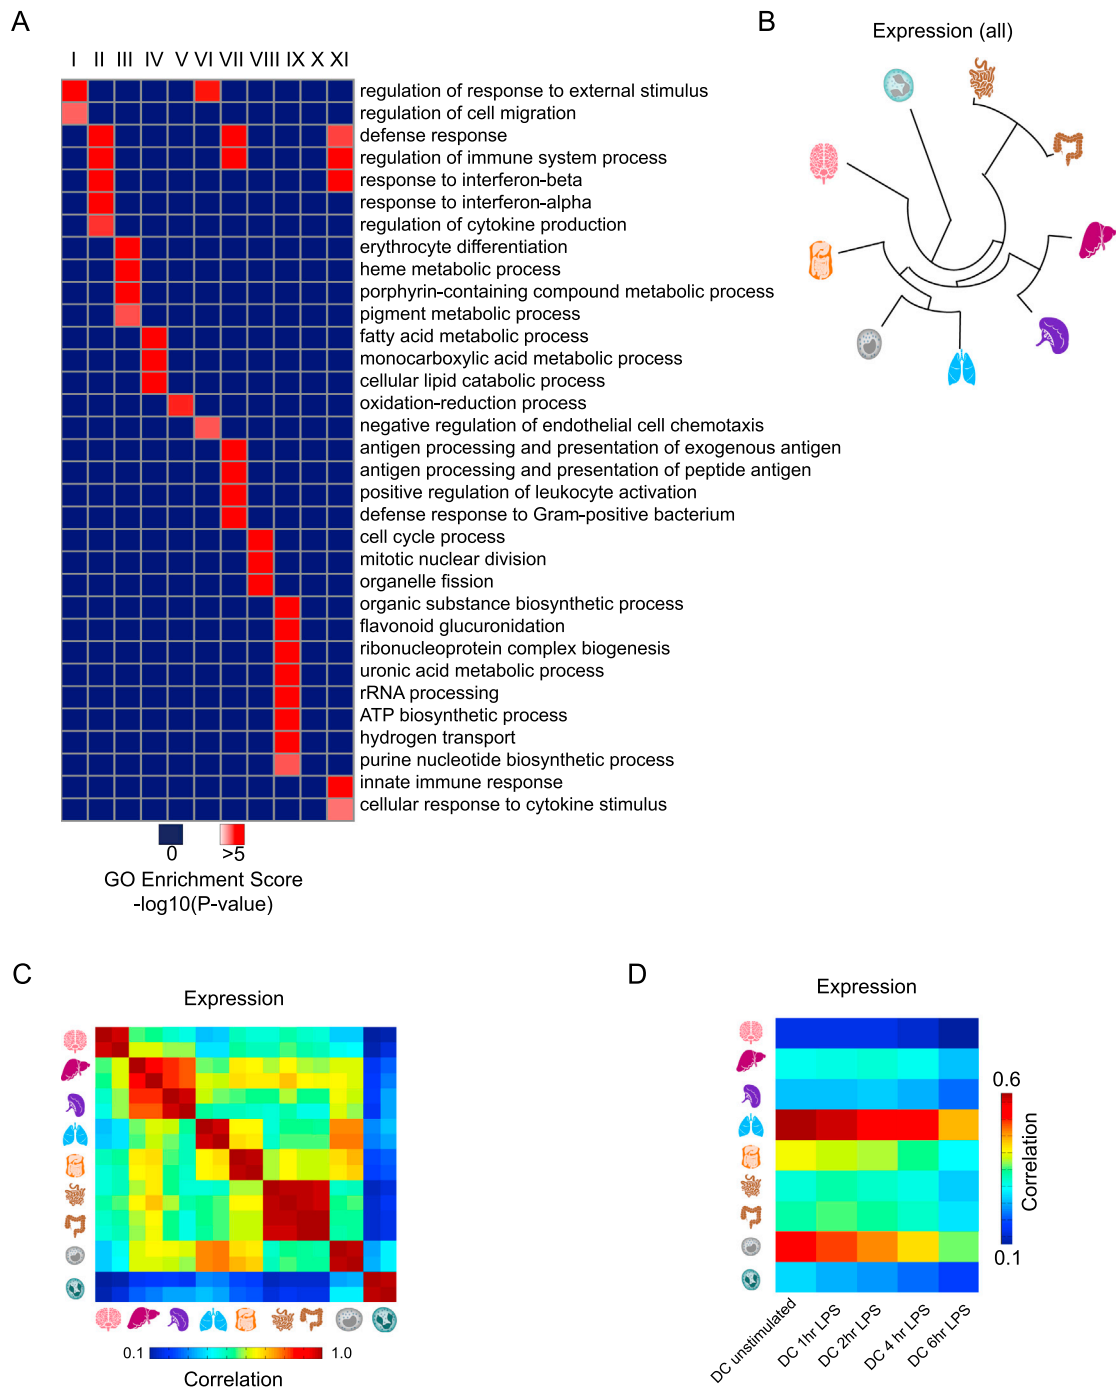 A
I II III IV V VI VII VIII IX X XI
regulation of response to external stimulus
regulation of cell migration
defense response
regulation of immune system process
response to interferon-beta
response to interferon-alpha
regulation of cytokine production
erythrocyte differentiation
heme metabolic process
porphyrin-containing compound metabolic process
pigment metabolic process
fatty acid metabolic process
monocarboxylic acid metabolic process
cellular lipid catabolic process
oxidation-reduction process
negative regulation of endothelial cell chemotaxis
antigen processing and presentation of exogenous antigen
antigen processing and presentation of peptide antigen
positive regulation of leukocyte activation
defense response to Gram-positive bacterium
cell cycle process
mitotic nuclear division
organelle fission
organic substance biosynthetic process
flavonoid glucuronidation
ribonucleoprotein complex biogenesis
uronic acid metabolic process
rRNA processing
ATP biosynthetic process
hydrogen transport
purine nucleotide biosynthetic process
innate immune response
cellular response to cytokine stimulus
0 >5
GO Enrichment Score
-log10(P-value)
B
Expression (all)
C
Expression
0.1 1.0
Correlation
D
Expression
0.6
Correlation
0.1
DC unstimulated
DC 1hr LPS
DC 2hr LPS
DC 4 hr LPS
DC 6hr LPS